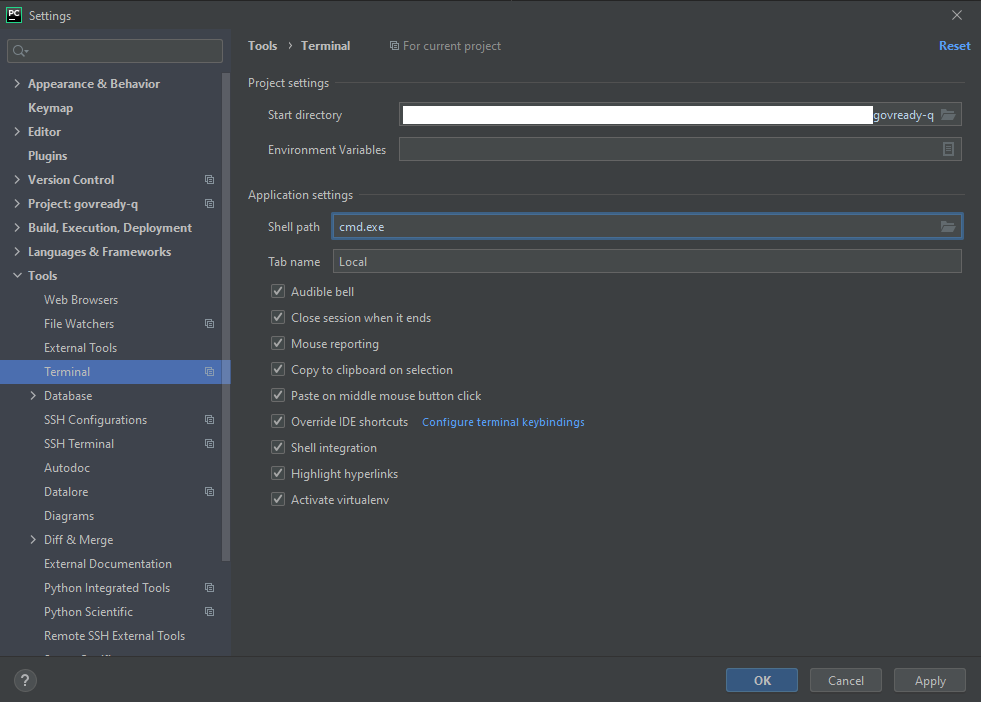 PC Settings
Tools › Terminal For current project Reset
Appearance & Behavior
Keymap
Editor
Plugins
Version Control
Project: govready-q
Build, Execution, Deployment
Languages & Frameworks
Tools
Web Browsers
File Watchers
External Tools
Terminal
Database
SSH Configurations
SSH Terminal
Autodoc
Datalore
Diagrams
Diff & Merge
External Documentation
Python Integrated Tools
Python Scientific
Remote SSH External Tools
Project settings
Start directory govready-q
Environment Variables
Application settings
Shell path cmd.exe
Tab name Local
Audible bell
Close session when it ends
Mouse reporting
Copy to clipboard on selection
Paste on middle mouse button click
Override IDE shortcuts Configure terminal keybindings
Shell integration
Highlight hyperlinks
Activate virtualenv
? OK Cancel Apply